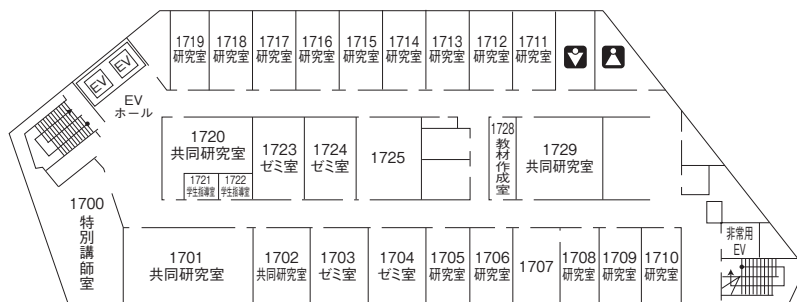 1719
研究室
1718
研究室
1717
研究室
1716
研究室
1715
研究室
1714
研究室
1713
研究室
1712
研究室
1711
研究室
EV
EV
EV
ホール
1720
共同研究室
1721
学生指導室
1722
学生指導室
1723
ゼミ室
1724
ゼミ室
1725
1728
教材作成室
1729
共同研究室
1700
特別講師室
1701
共同研究室
1702
共同研究室
1703
ゼミ室
1704
ゼミ室
1705
研究室
1706
研究室
1707
1708
研究室
1709
研究室
1710
研究室
非常用
EV